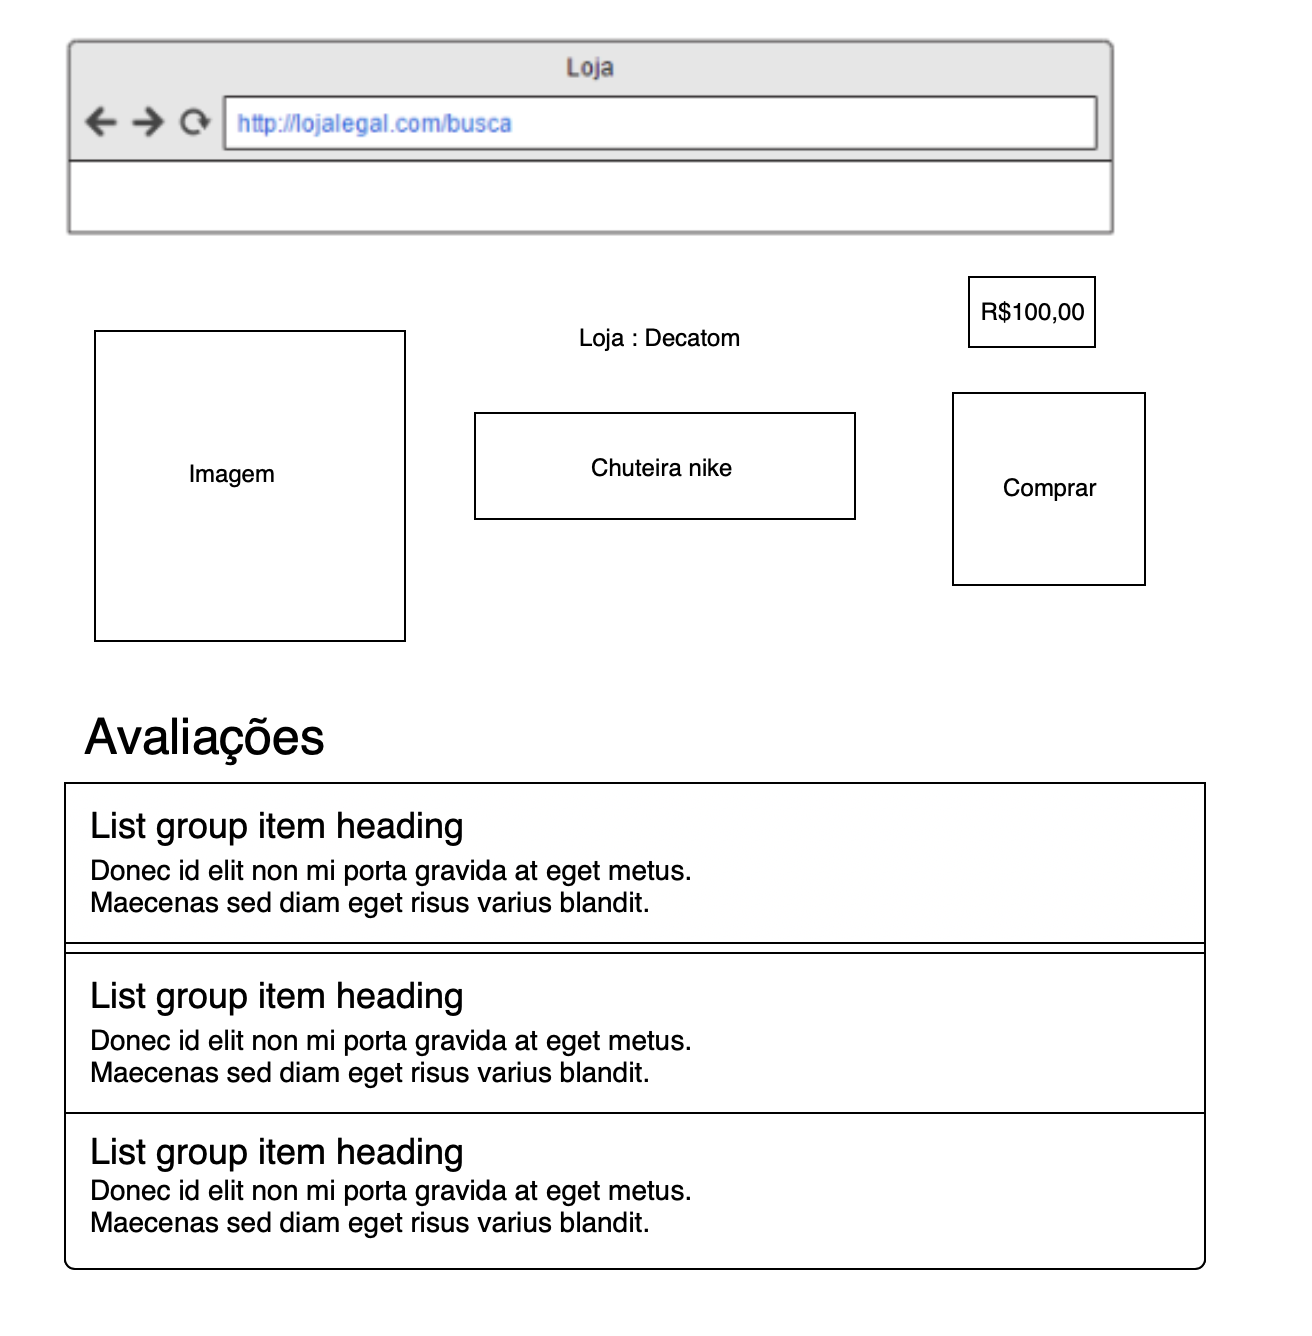 Loja
http://lojalegal.com/busca
R$100,00
Loja : Decatom
Imagem
Chuteira nike
Comprar
Avaliações
List group item heading
Donec id elit non mi porta gravida at eget metus.
Maecenas sed diam eget risus varius blandit.
List group item heading
Donec id elit non mi porta gravida at eget metus.
Maecenas sed diam eget risus varius blandit.
List group item heading
Donec id elit non mi porta gravida at eget metus.
Maecenas sed diam eget risus varius blandit.